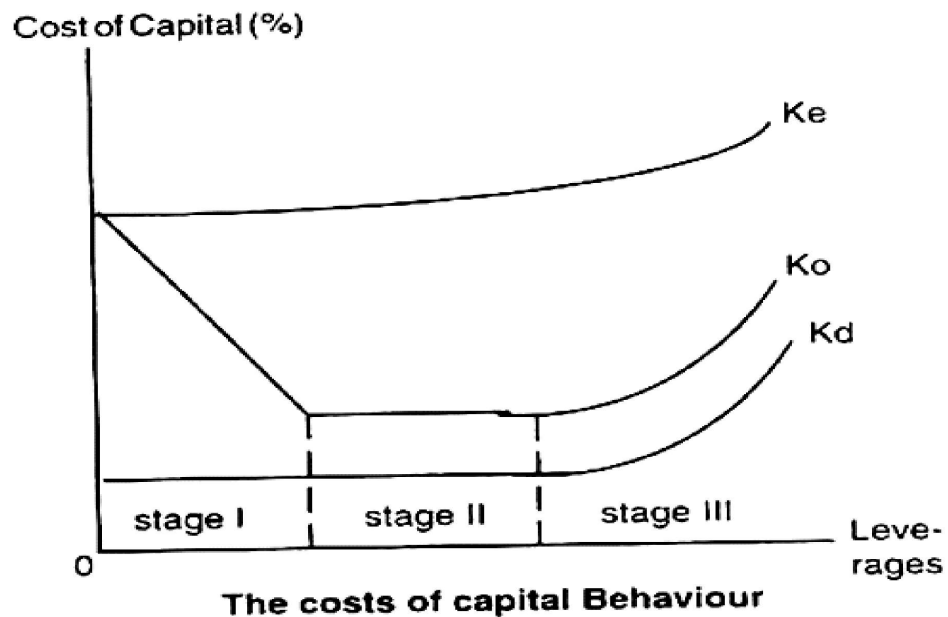 Cost of Capital (%)
Ke
Ko
Kd
stage I
stage II
stage III
Leve-
rages
0
The costs of capital Behaviour